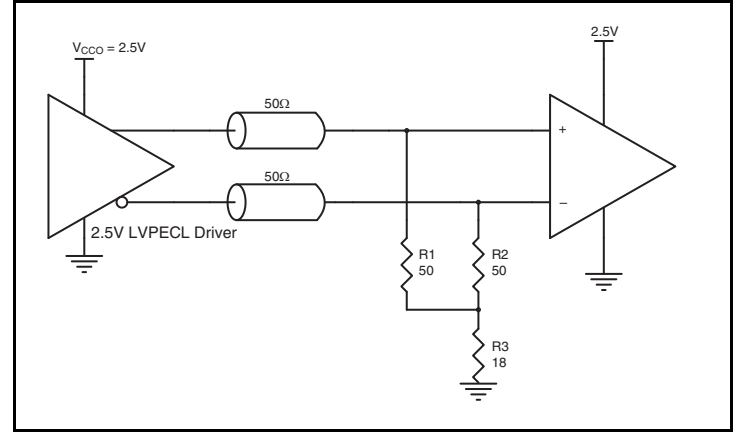 V_CCO = 2.5V
2.5V
50Ω
+
50Ω
–
2.5V LVPECL Driver
R1
50
R2
50
R3
18